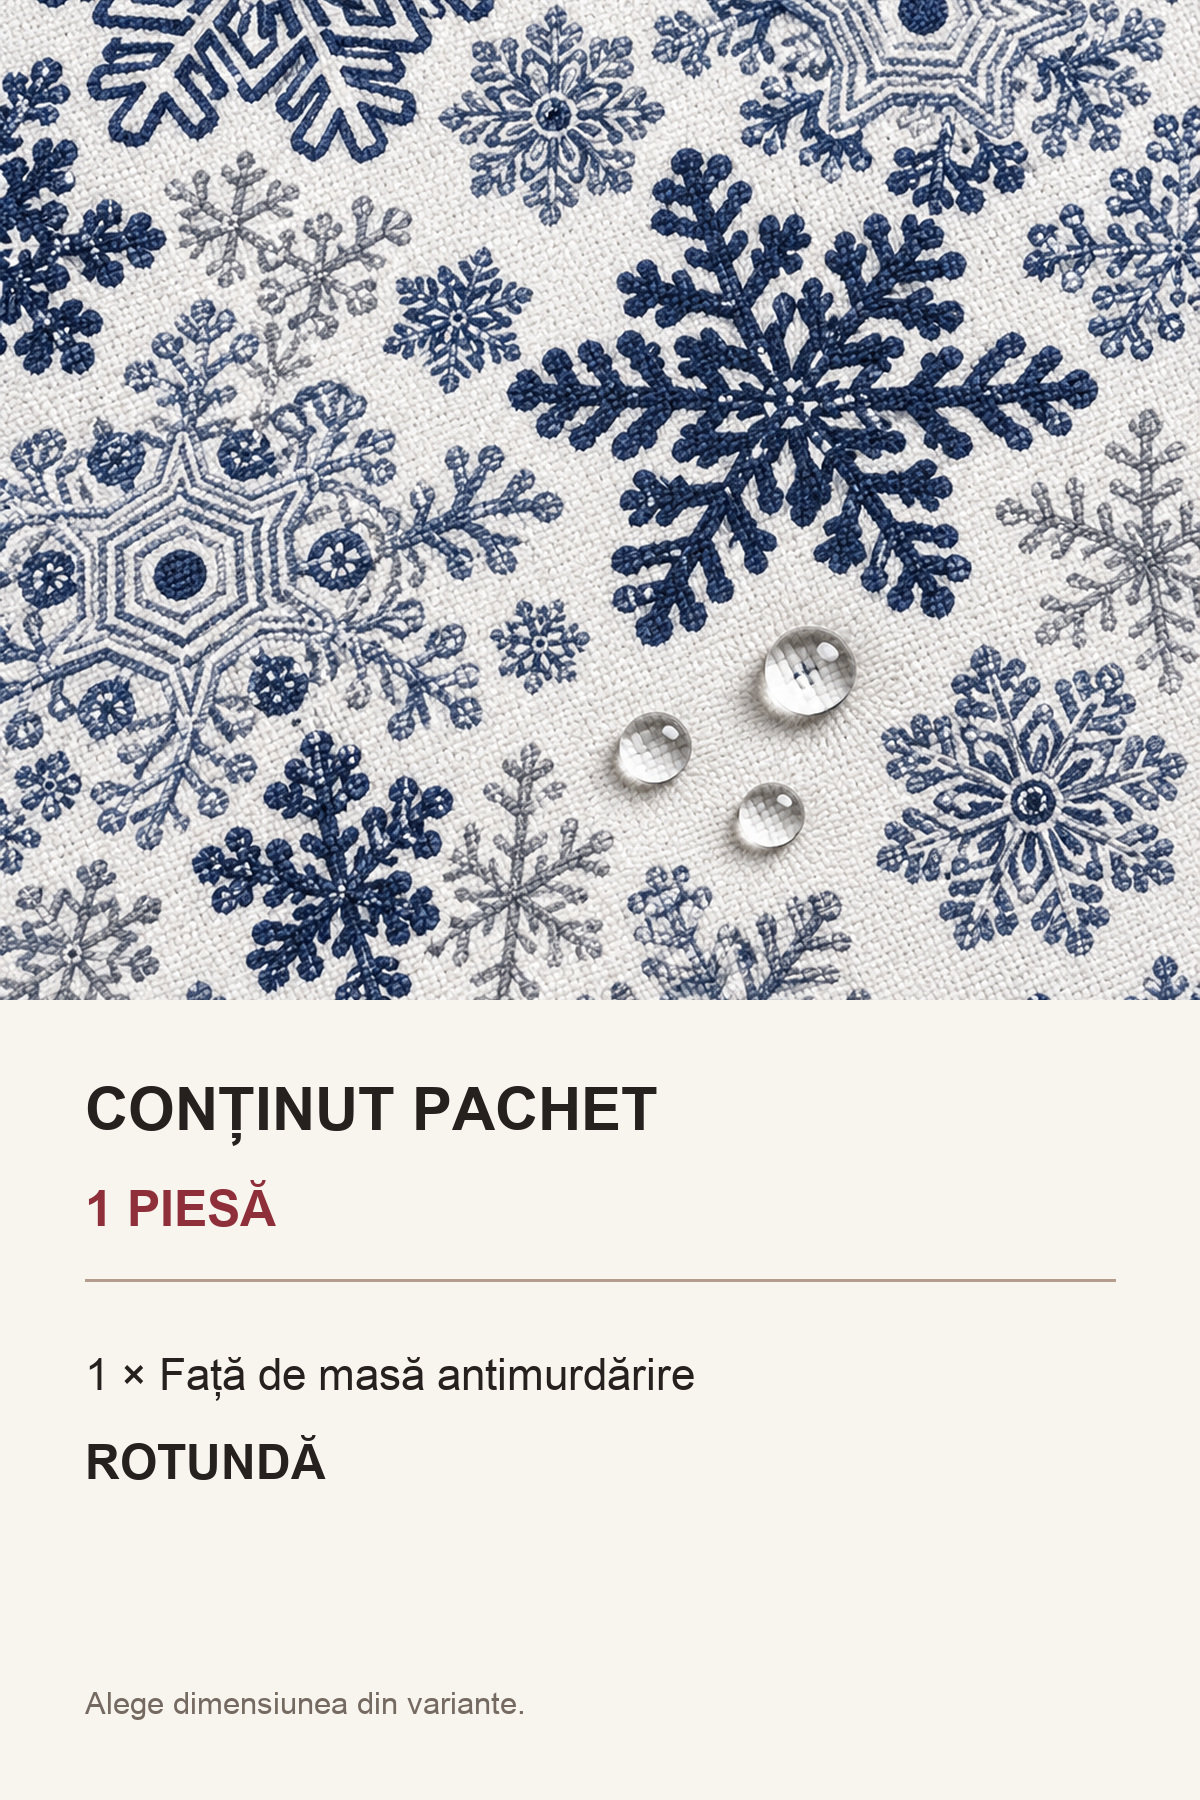 CONȚINUT PACHET
1 PIESĂ
1 × Față de masă antimurdărire
ROTUNDĂ
Alege dimensiunea din variante.